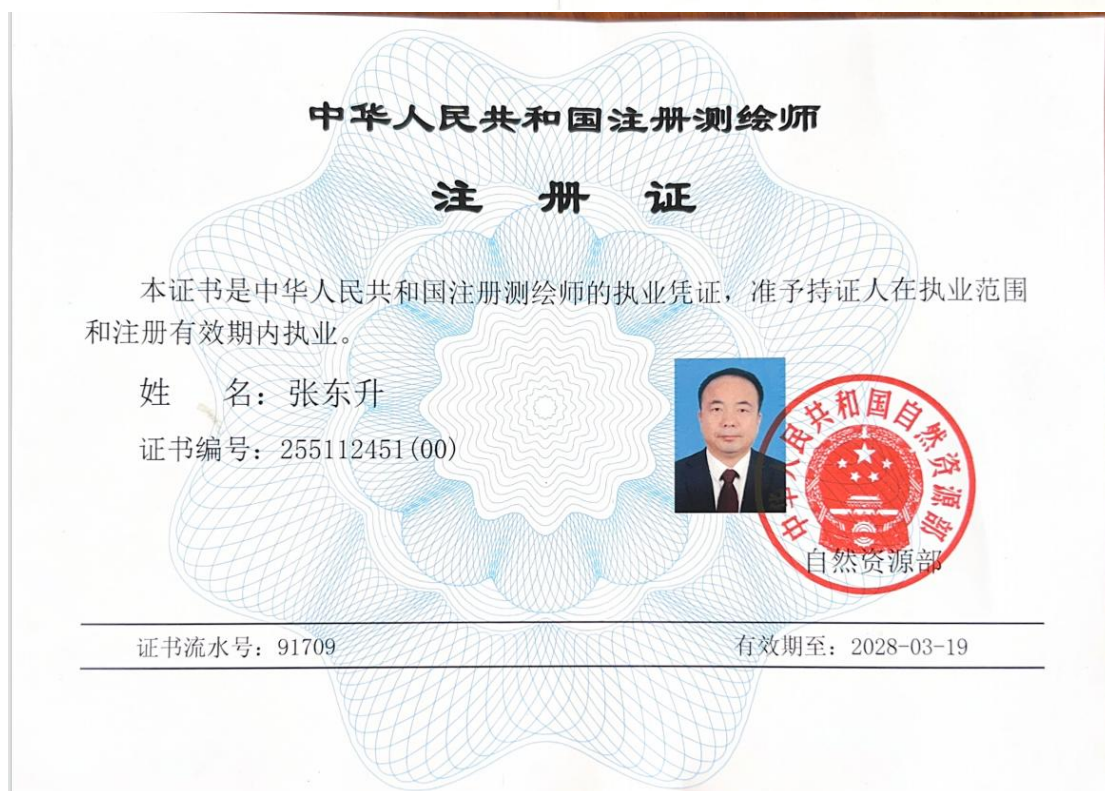 中华人民共和国注册测绘师
注 册 证
本证书是中华人民共和国注册测绘师的执业凭证，准予持证人在执业范围
和注册有效期内执业。
姓 名：张东升
证书编号：255112451(00)
中华人民共和国自然资源部
自然资源部
证书流水号：91709
有效期至：2028-03-19